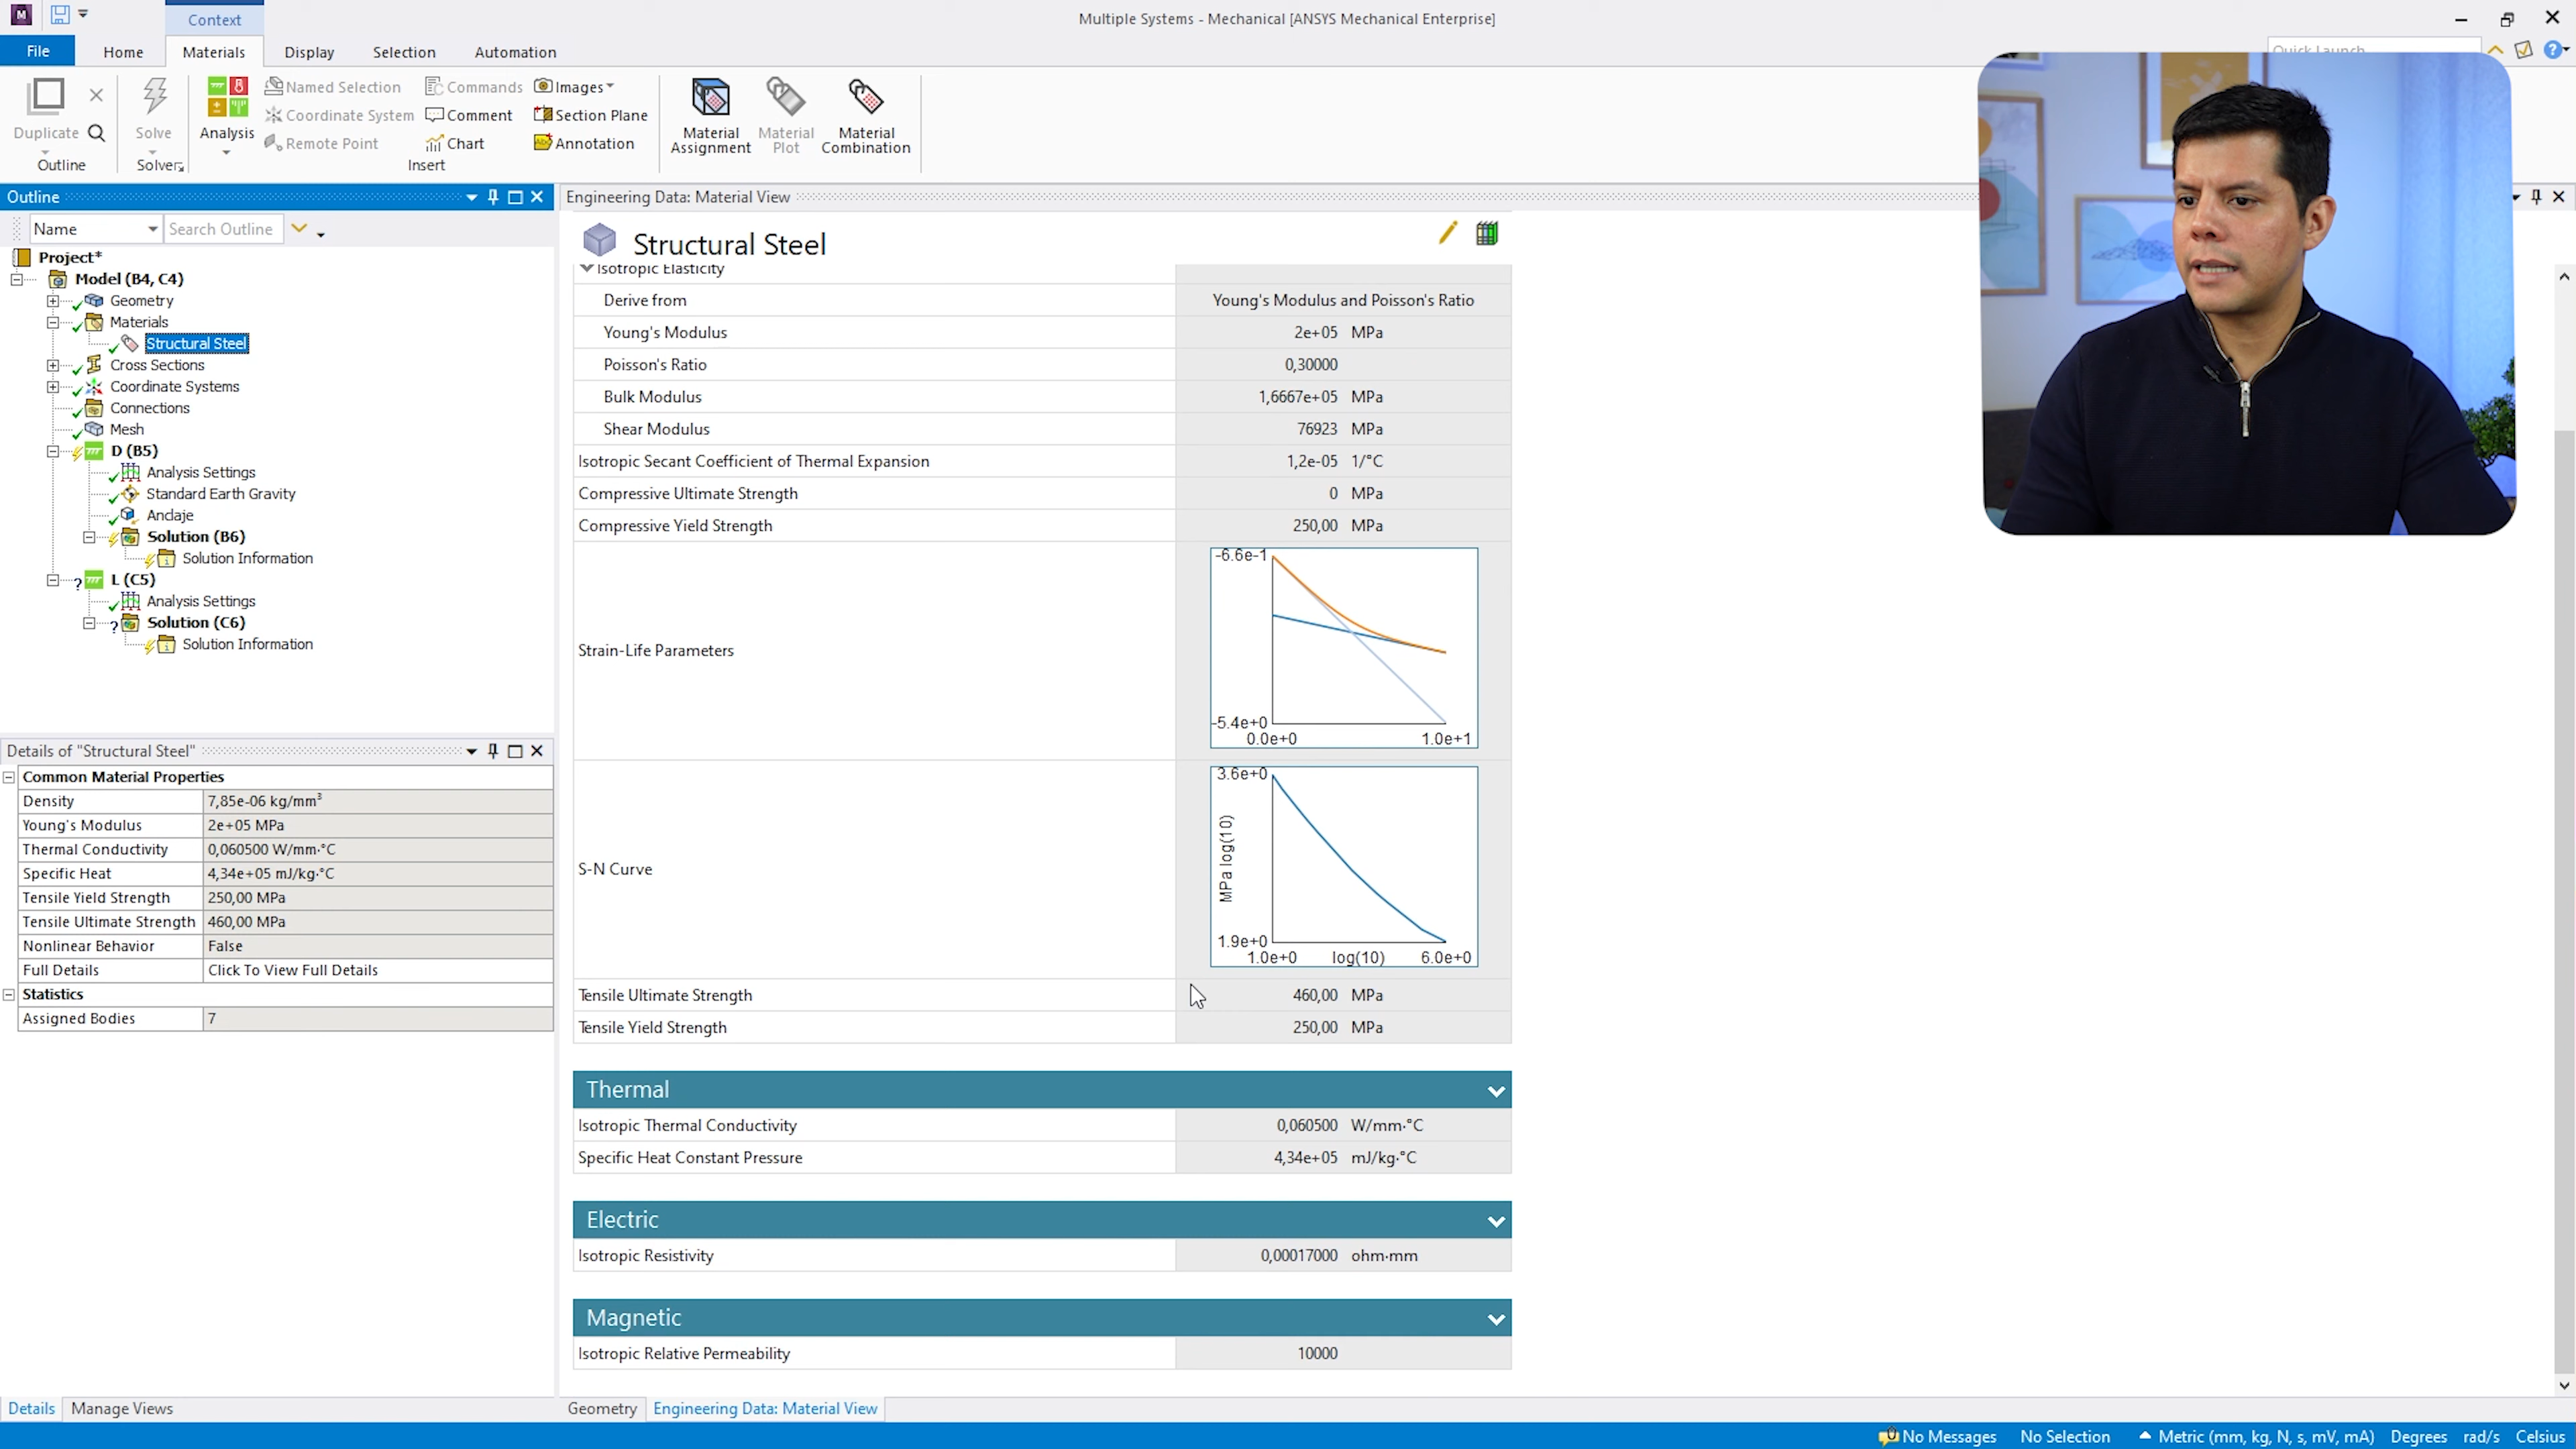 Context
Multiple Systems - Mechanical [ANSYS Mechanical Enterprise]
File Home Materials Display Selection Automation
Duplicate
Outline
Solve
Solver
Analysis
Named Selection
Coordinate System
Remote Point
Commands
Comment
Chart
Images
Section Plane
Annotation
Insert
Material Assignment
Material Plot
Material Combination
Outline
Name Search Outline
Project*
Model (B4, C4)
Geometry
Materials
Structural Steel
Cross Sections
Coordinate Systems
Connections
Mesh
D (B5)
Analysis Settings
Standard Earth Gravity
Anclaje
Solution (B6)
Solution Information
L (C5)
Analysis Settings
Solution (C6)
Solution Information
Details of "Structural Steel"
Common Material Properties
Density 7,85e-06 kg/mm³
Young's Modulus 2e+05 MPa
Thermal Conductivity 0,060500 W/mm·°C
Specific Heat 4,34e+05 mJ/kg·°C
Tensile Yield Strength 250,00 MPa
Tensile Ultimate Strength 460,00 MPa
Nonlinear Behavior False
Full Details Click To View Full Details
Statistics
Assigned Bodies 7
Details Manage Views
Engineering Data: Material View
Structural Steel
Isotropic Elasticity
Derive from Young's Modulus and Poisson's Ratio
Young's Modulus 2e+05 MPa
Poisson's Ratio 0,30000
Bulk Modulus 1,6667e+05 MPa
Shear Modulus 76923 MPa
Isotropic Secant Coefficient of Thermal Expansion 1,2e-05 1/°C
Compressive Ultimate Strength 0 MPa
Compressive Yield Strength 250,00 MPa
Strain-Life Parameters
-6.6e-1
-5.4e+0
0.0e+0 1.0e+1
S-N Curve
3.6e+0
MPa log(10)
1.9e+0
1.0e+0 log(10) 6.0e+0
Tensile Ultimate Strength 460,00 MPa
Tensile Yield Strength 250,00 MPa
Thermal
Isotropic Thermal Conductivity 0,060500 W/mm·°C
Specific Heat Constant Pressure 4,34e+05 mJ/kg·°C
Electric
Isotropic Resistivity 0,00017000 ohm·mm
Magnetic
Isotropic Relative Permeability 10000
Geometry Engineering Data: Material View
No Messages No Selection Metric (mm, kg, N, s, mV, mA) Degrees rad/s Celsius